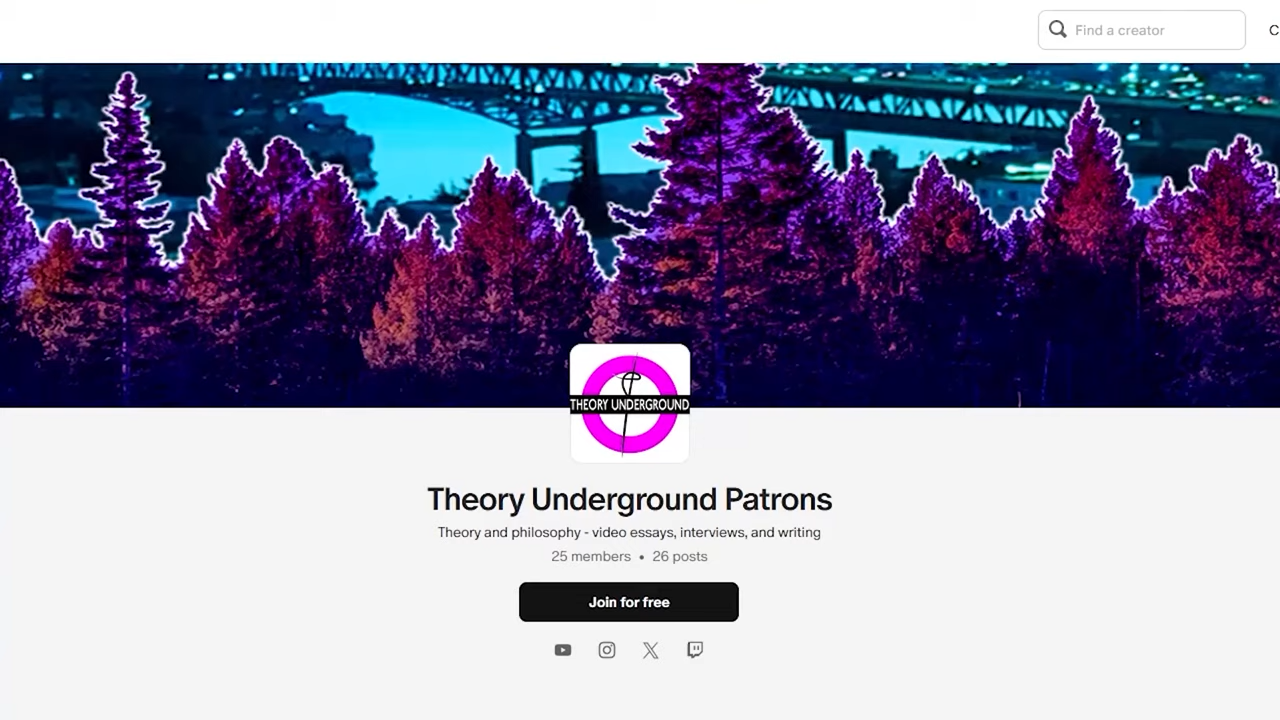 Find a creator
C
THEORY UNDERGROUND
Theory Underground Patrons
Theory and philosophy - video essays, interviews, and writing
25 members • 26 posts
Join for free